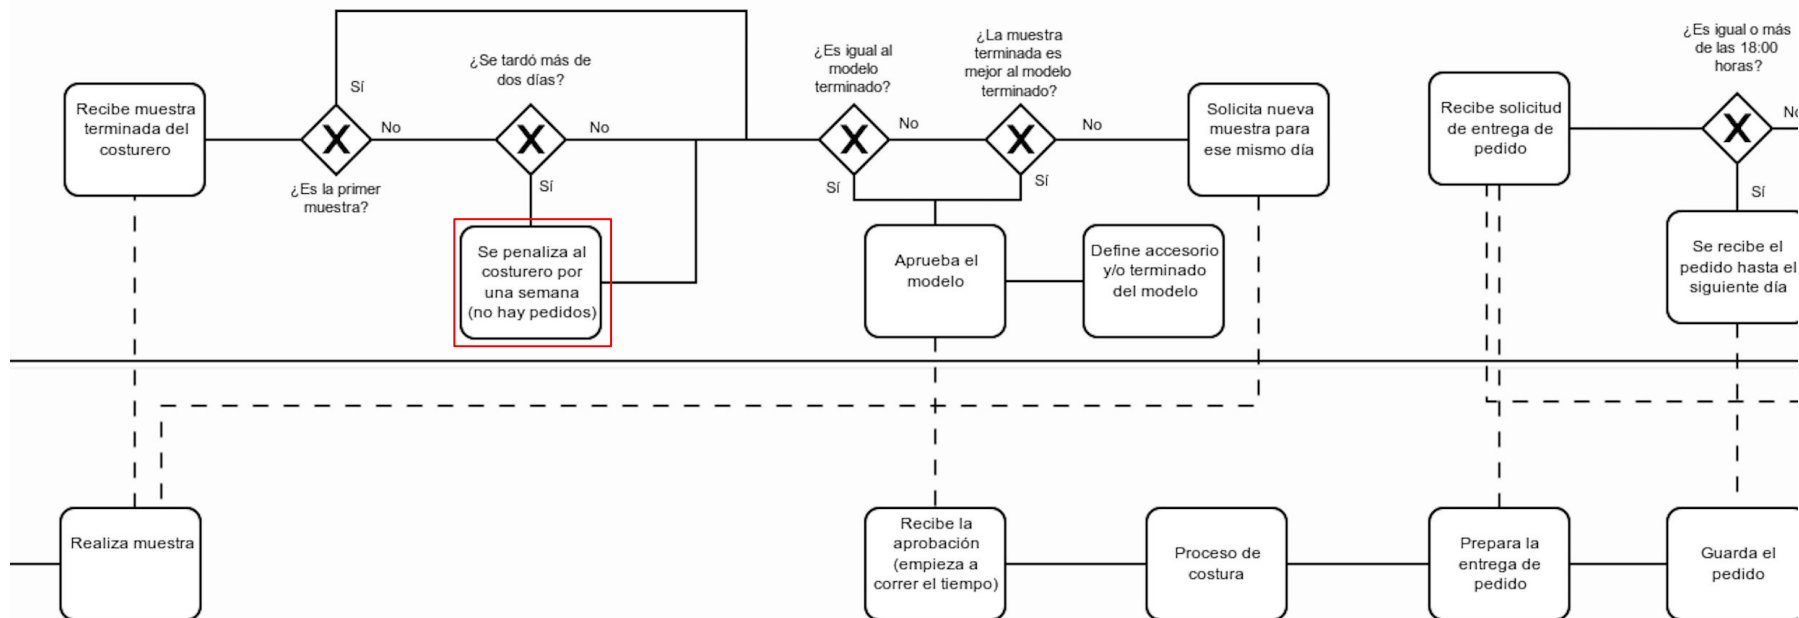 ¿Es igual o más
de las 18:00
horas?
¿La muestra
terminada es
mejor al modelo
terminado?
¿Es igual al
modelo
terminado?
¿Se tardó más de
dos días?
Sí
Recibe muestra
terminada del
costurero
No
No
No
No
Solicita nueva
muestra para
ese mismo día
Recibe solicitud
de entrega de
pedido
No
¿Es la primer
muestra?
Sí
Sí
Sí
Sí
Se penaliza al
costurero por
una semana
(no hay pedidos)
Aprueba el
modelo
Define accesorio
y/o terminado
del modelo
Se recibe el
pedido hasta el
siguiente día
Realiza muestra
Recibe la
aprobación
(empieza a
correr el tiempo)
Proceso de
costura
Prepara la
entrega de
pedido
Guarda el
pedido